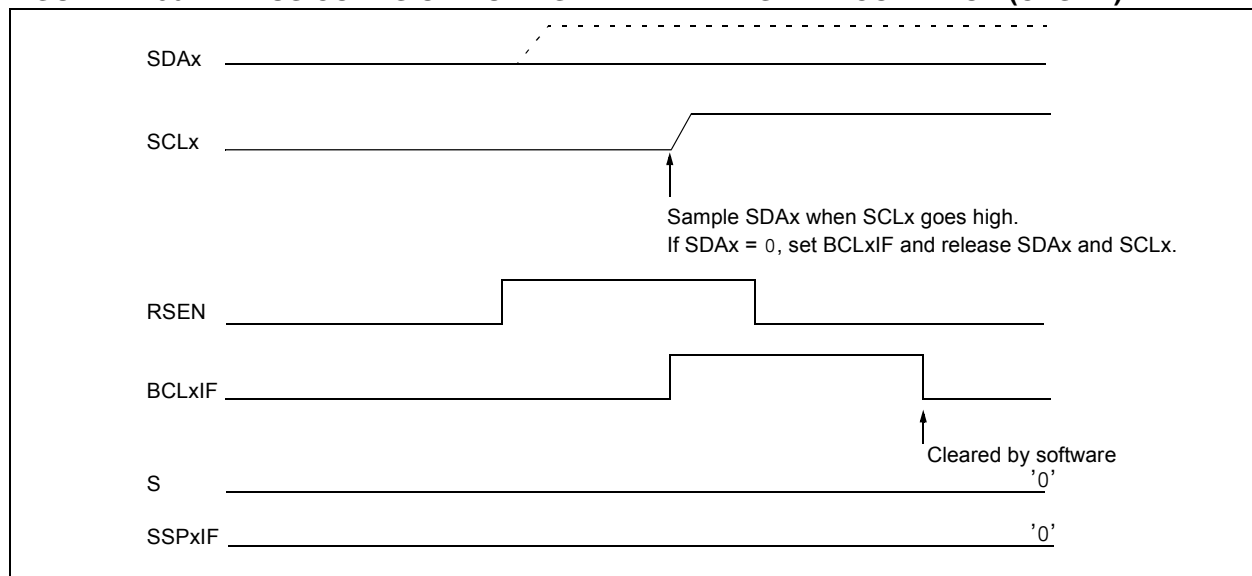 SDAx
SCLx
Sample SDAx when SCLx goes high.
If SDAx = 0, set BCLxIF and release SDAx and SCLx.
RSEN
BCLxIF
Cleared by software
S '0'
SSPxIF '0'